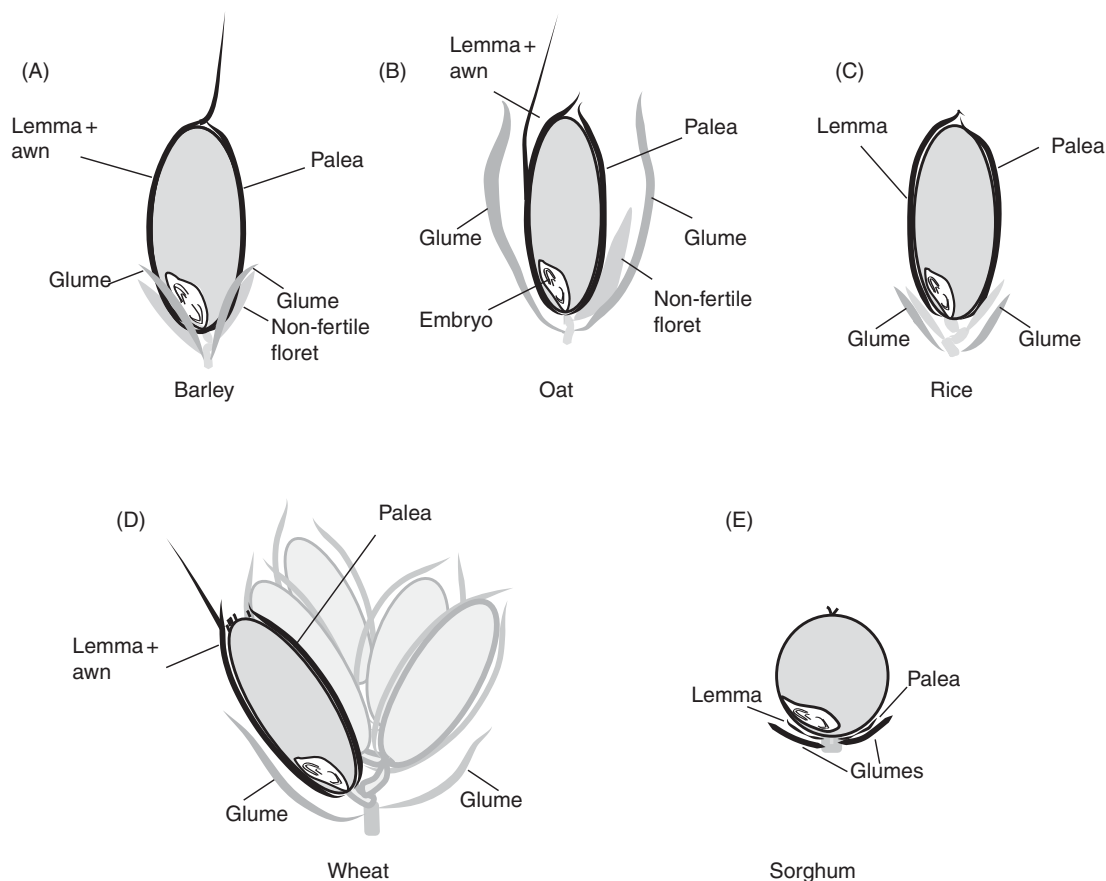 (A)
Lemma +
awn
Palea
Glume
Glume
Non-fertile
floret
Barley
(B)
Lemma +
awn
Palea
Glume
Glume
Embryo
Non-fertile
floret
Oat
(C)
Lemma
Palea
Glume
Glume
Rice
(D)
Palea
Lemma +
awn
Glume
Glume
Wheat
(E)
Lemma
Palea
Glumes
Sorghum